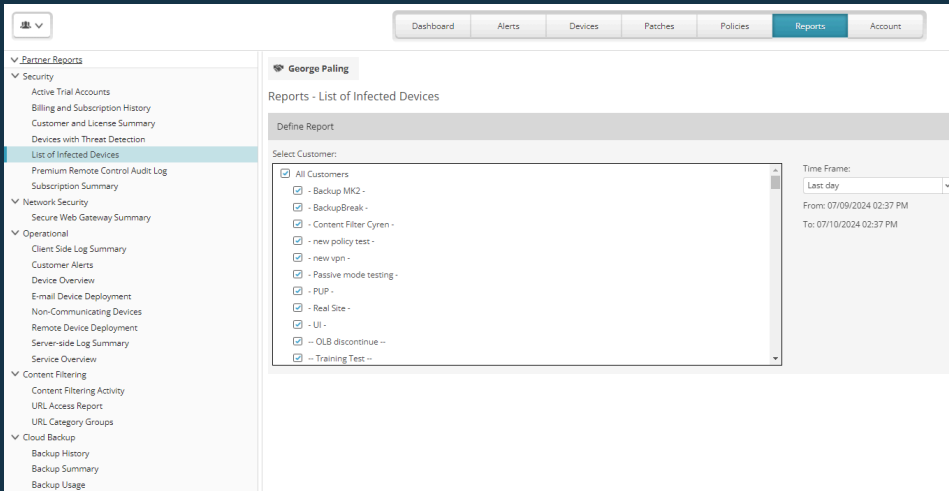 Dashboard
Alerts
Devices
Patches
Policies
Reports
Account
Partner Reports
Security
Active Trial Accounts
Billing and Subscription History
Customer and License Summary
Devices with Threat Detection
List of Infected Devices
Premium Remote Control Audit Log
Subscription Summary
Network Security
Secure Web Gateway Summary
Operational
Client Side Log Summary
Customer Alerts
Device Overview
E-mail Device Deployment
Non-Communicating Devices
Remote Device Deployment
Server-side Log Summary
Service Overview
Content Filtering
Content Filtering Activity
URL Access Report
URL Category Groups
Cloud Backup
Backup History
Backup Summary
Backup Usage
George Paling
Reports - List of Infected Devices
Define Report
Select Customer:
All Customers
- Backup MK2 -
- BackupBreak -
- Content Filter Cyren -
- new policy test -
- new vpn -
- Passive mode testing -
- PUP -
- Real Site -
- UI -
-- OLB discontinue --
-- Training Test --
Time Frame:
Last day
From: 07/09/2024 02:37 PM
To: 07/10/2024 02:37 PM